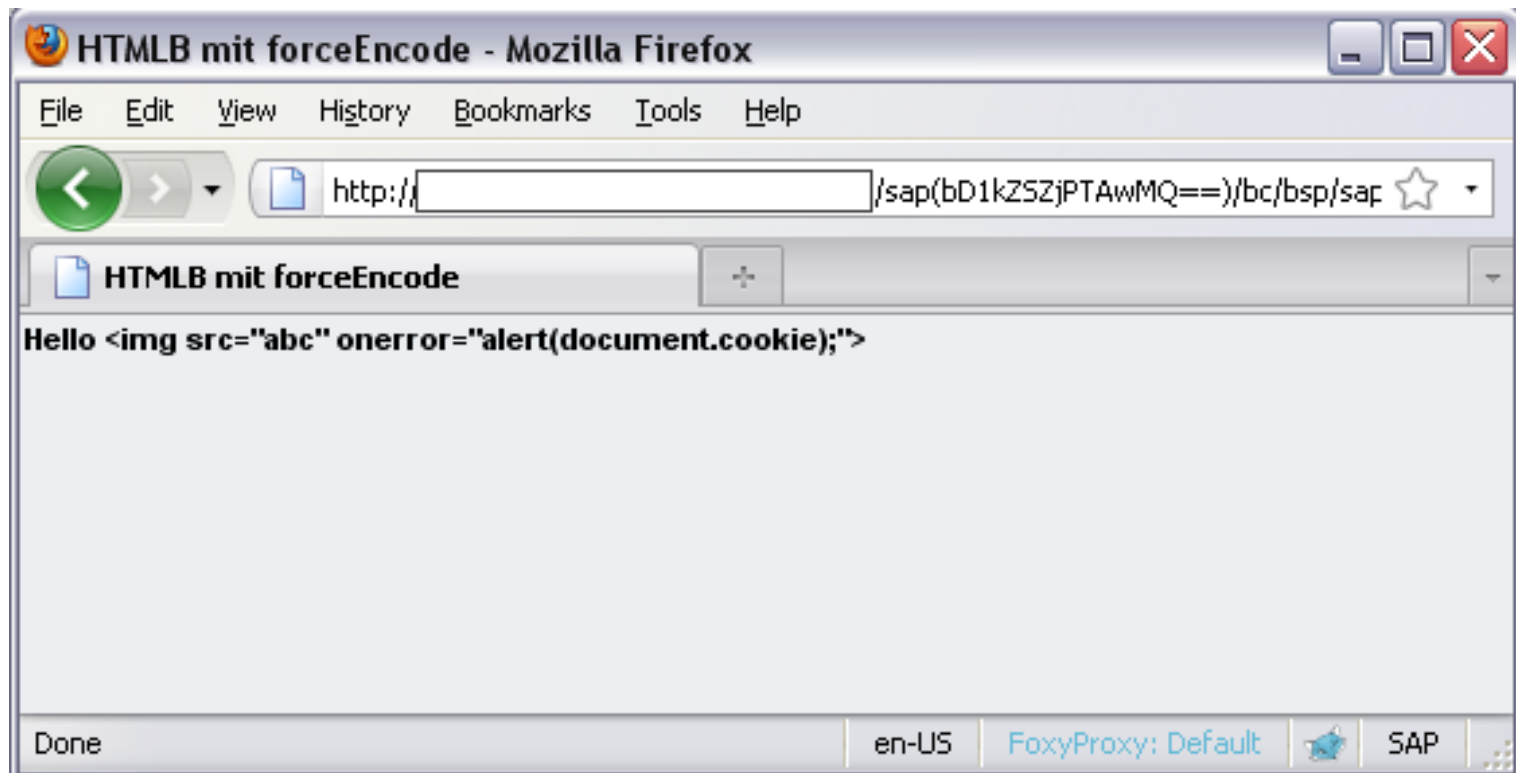 HTMLB mit forceEncode - Mozilla Firefox
File Edit View History Bookmarks Tools Help
http:// /sap(bD1kZSZjPTAwMQ==)/bc/bsp/sap
HTMLB mit forceEncode
Hello <img src="abc" onerror="alert(document.cookie);">
Done en-US FoxyProxy: Default SAP